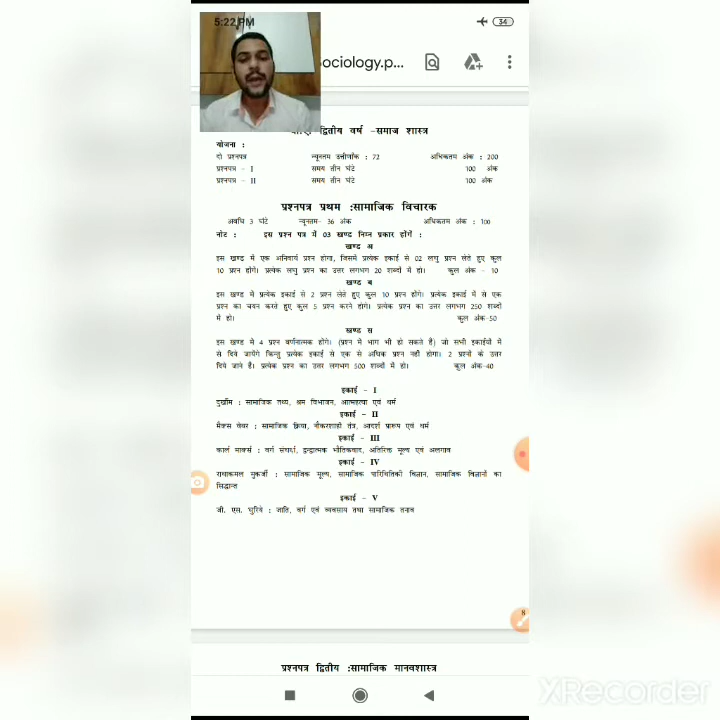 5:22 PM
34
ociology.p...
द्वितीय वर्ष -समाज शास्त्र
योजना :
दो प्रश्नपत्र न्यूनतम उत्तीर्णांक : 72 अधिकतम अंक : 200
प्रश्नपत्र - I समय तीन घंटे 100 अंक
प्रश्नपत्र - II समय तीन घंटे 100 अंक
प्रश्नपत्र प्रथम :सामाजिक विचारक
अवधि 3 घंटे न्यूनतम- 36 अंक अधिकतम अंक : 100
नोट : इस प्रश्न पत्र में 03 खण्ड निम्न प्रकार होंगें :
खण्ड अ
इस खण्ड में एक अनिवार्य प्रश्न होगा, जिसमें प्रत्येक इकाई से 02 लघु प्रश्न लेते हुए कुल
10 प्रश्न होंगे। प्रत्येक लघु प्रश्न का उत्तर लगभग 20 शब्दों में हो। कुल अंक - 10
खण्ड ब
इस खण्ड में प्रत्येक इकाई से 2 प्रश्न लेते हुए कुल 10 प्रश्न होंगे। प्रत्येक इकाई में से एक
प्रश्न का चयन करते हुए कुल 5 प्रश्न करने होंगे। प्रत्येक प्रश्न का उत्तर लगभग 250 शब्दों
में हो। कुल अंक-50
खण्ड स
इस खण्ड में 4 प्रश्न वर्णनात्मक होंगे। (प्रश्न में भाग भी हो सकते है) जो सभी इकाईयों में
से दिये जायेंगे किन्तु प्रत्येक इकाई से एक से अधिक प्रश्न नहीं होगा। 2 प्रश्नों के उत्तर
दिये जाने है। प्रत्येक प्रश्न का उत्तर लगभग 500 शब्दों में हो। कुल अंक-40
इकाई - I
दुर्खीम : सामाजिक तथ्य, श्रम विभाजन, आत्महत्या एवं धर्म
इकाई - II
मैक्स वेबर : सामाजिक क्रिया, नौकरशाही तंत्र, आदर्श प्रारूप एवं धर्म
इकाई - III
कार्ल मार्क्स : वर्ग संघर्ष, द्वन्द्वात्मक भौतिकवाद, अतिरिक्त मूल्य एवं अलगाव
इकाई - IV
राधाकमल मुकर्जी : सामाजिक मूल्य, सामाजिक पारिस्थितिकी विज्ञान, सामाजिक विज्ञानों का
सिद्धान्त
इकाई - V
जी. एस. घुरिये : जाति, वर्ग एवं व्यवसाय तथा सामाजिक तनाव
8
प्रश्नपत्र द्वितीय :सामाजिक मानवशास्त्र
XRecorder